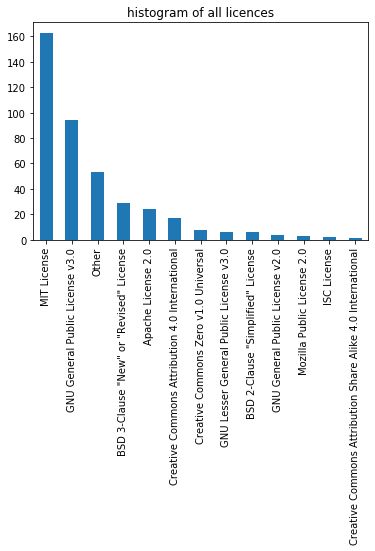 histogram of all licences
160
140
120
100
80
60
40
20
0
MIT License
GNU General Public License v3.0
Other
BSD 3-Clause "New" or "Revised" License
Apache License 2.0
Creative Commons Attribution 4.0 International
Creative Commons Zero v1.0 Universal
GNU Lesser General Public License v3.0
BSD 2-Clause "Simplified" License
GNU General Public License v2.0
Mozilla Public License 2.0
ISC License
Creative Commons Attribution Share Alike 4.0 International